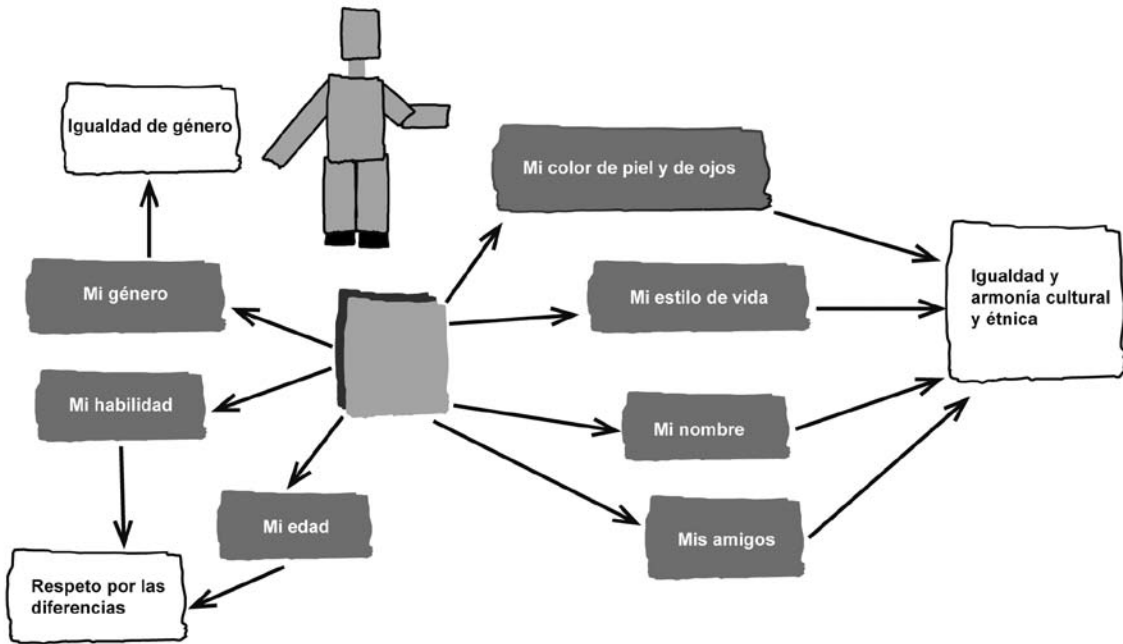 Igualdad de género
Mi color de piel y de ojos
Mi género
Mi estilo de vida
Igualdad y
armonía cultural
y étnica
Mi habilidad
Mi nombre
Mi edad
Mis amigos
Respeto por las
diferencias